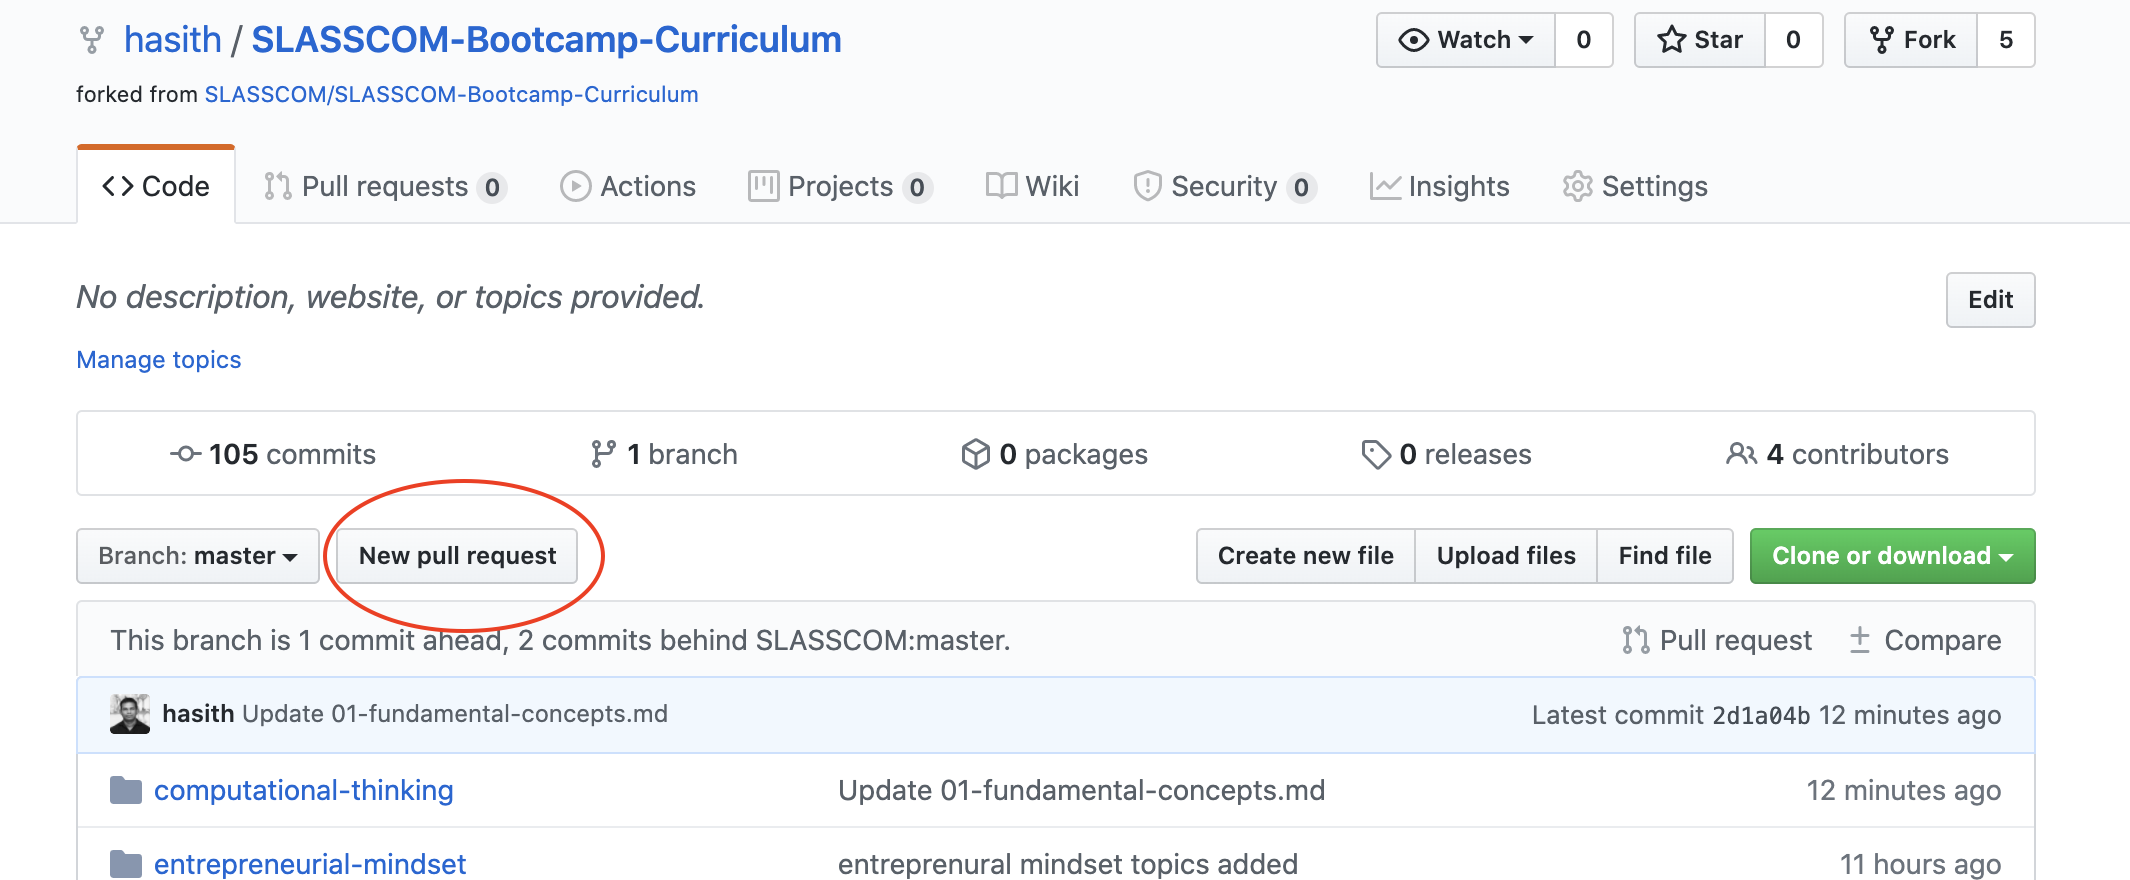 hasith / SLASSCOM-Bootcamp-Curriculum
Watch 0 Star 0 Fork 5
forked from SLASSCOM/SLASSCOM-Bootcamp-Curriculum
Code Pull requests 0 Actions Projects 0 Wiki Security 0 Insights Settings
No description, website, or topics provided.
Edit
Manage topics
105 commits 1 branch 0 packages 0 releases 4 contributors
Branch: master New pull request Create new file Upload files Find file Clone or download
This branch is 1 commit ahead, 2 commits behind SLASSCOM:master. Pull request Compare
hasith Update 01-fundamental-concepts.md Latest commit 2d1a04b 12 minutes ago
computational-thinking Update 01-fundamental-concepts.md 12 minutes ago
entrepreneurial-mindset entreprenural mindset topics added 11 hours ago